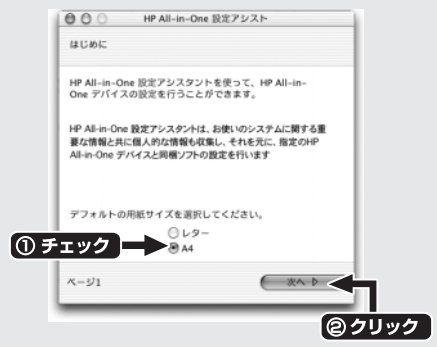 HP All-in-One 設定アシスト
はじめに
HP All-in-One 設定アシスタントを使って、HP All-in-
One デバイスの設定を行うことができます。
HP All-in-One 設定アシスタントは、お使いのシステムに関する重
要な情報と共に個人的な情報も収集し、それを元に、指定のHP
All-in-One デバイスと同梱ソフトの設定を行います
デフォルトの用紙サイズを選択してください。
レター
① チェック
A4
ページ1
次へ
② クリック